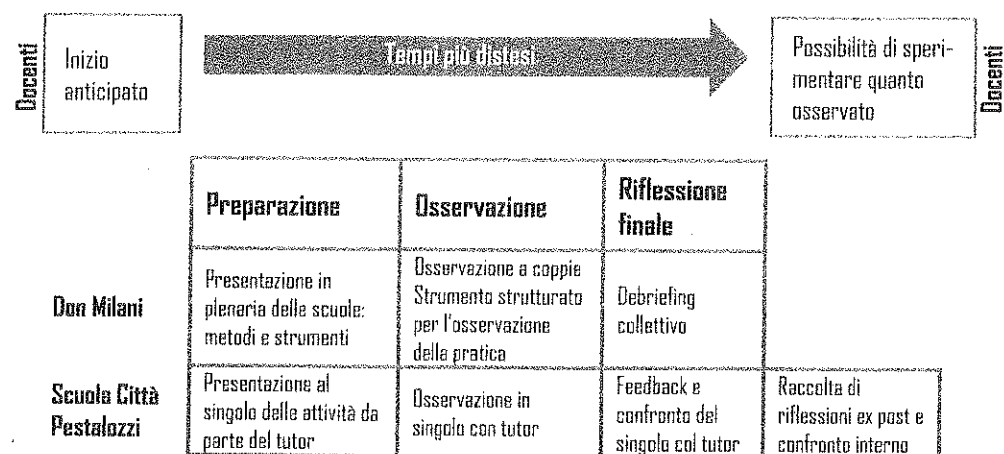 Docenti
Inizio
anticipato
Tempi più distesi
Possibilità di speri-
mentare quanto
osservato
Docenti
Preparazione
Osservazione
Riflessione
finale
Don Milani
Presentazione in
plenaria delle scuole:
metodi e strumenti
Osservazione a coppie
Strumento strutturato
per l'osservazione
della pratica
Debriefing
collettivo
Scuola Città
Pestalozzi
Presentazione al
singolo delle attività da
parte del tutor
Osservazione in
singolo con tutor
Feedback e
confronto del
singolo col tutor
Raccolta di
riflessioni ex post e
confronto interno